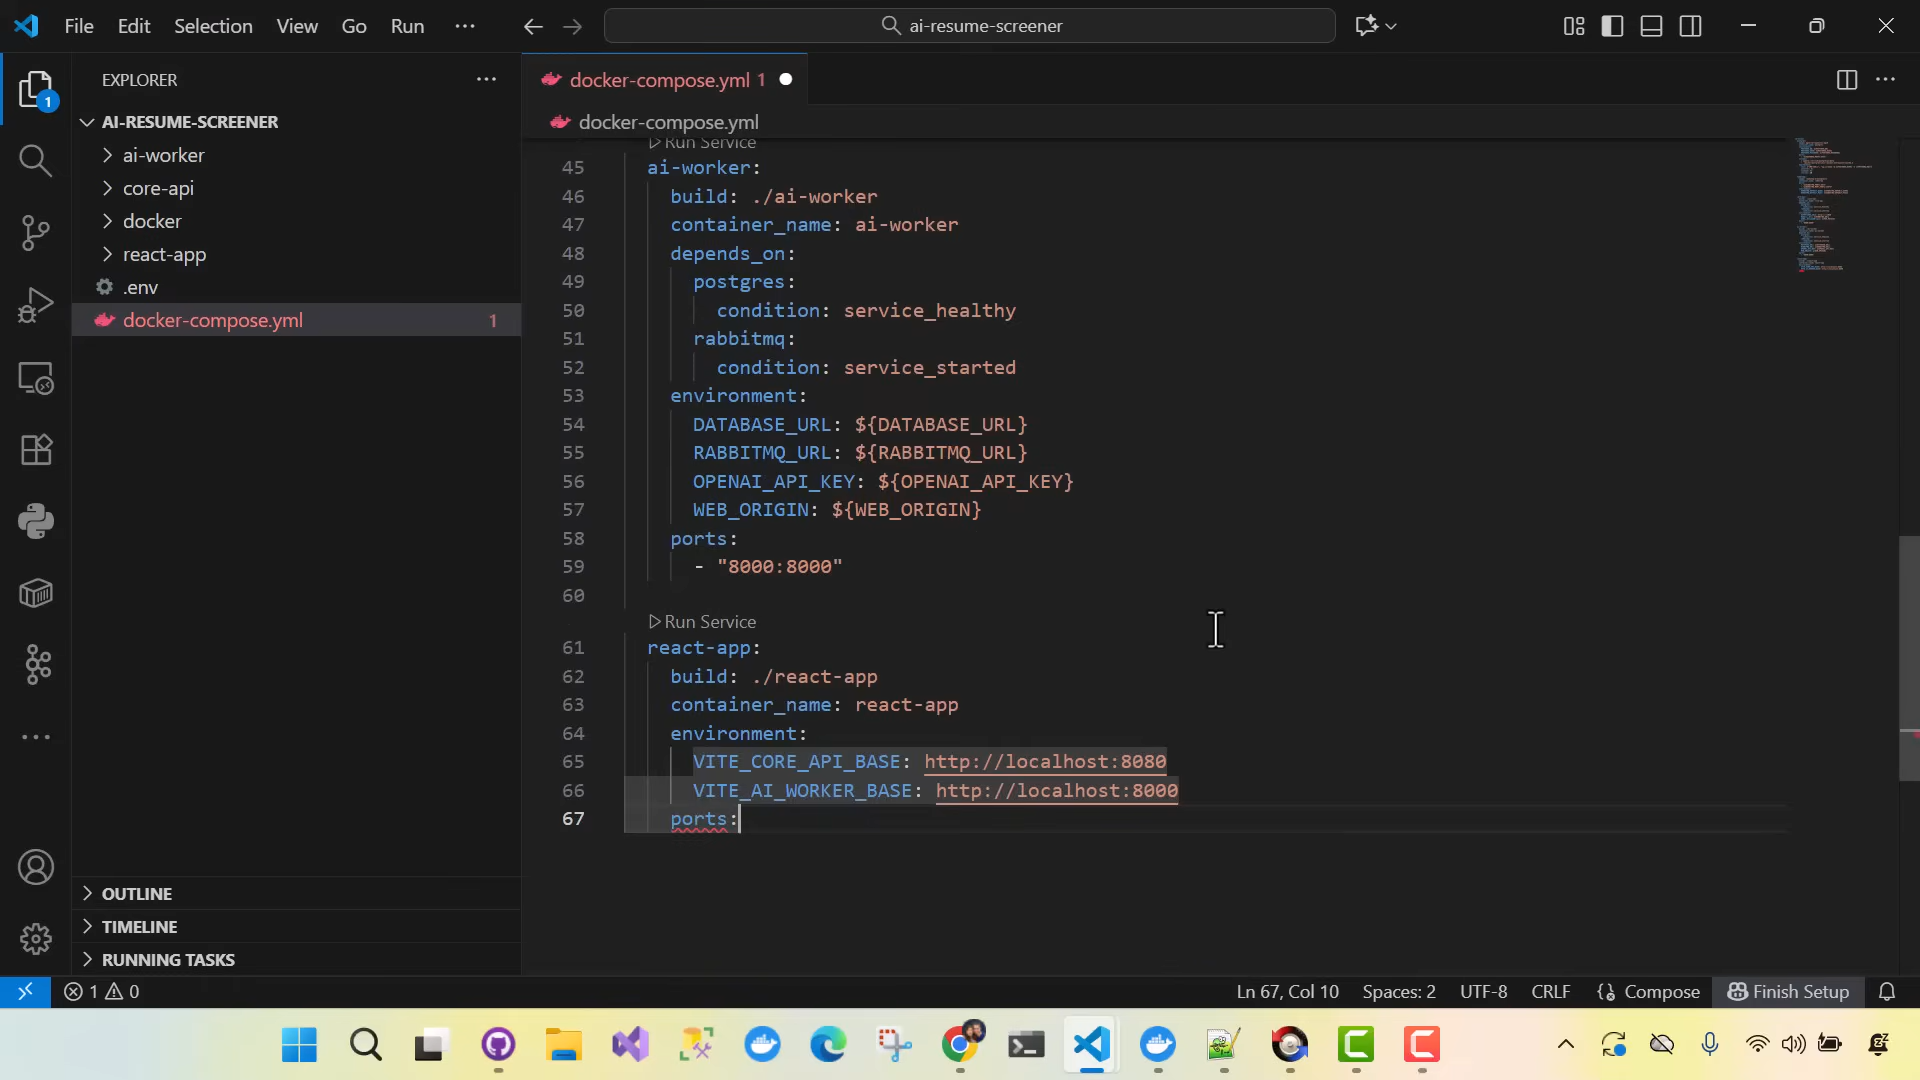 File Edit Selection View Go Run ···
ai-resume-screener
EXPLORER
1
AI-RESUME-SCREENER
ai-worker
core-api
docker
react-app
.env
docker-compose.yml 1
OUTLINE
TIMELINE
RUNNING TASKS
docker-compose.yml 1
docker-compose.yml
Run Service
45 ai-worker:
46 build: ./ai-worker
47 container_name: ai-worker
48 depends_on:
49 postgres:
50 condition: service_healthy
51 rabbitmq:
52 condition: service_started
53 environment:
54 DATABASE_URL: ${DATABASE_URL}
55 RABBITMQ_URL: ${RABBITMQ_URL}
56 OPENAI_API_KEY: ${OPENAI_API_KEY}
57 WEB_ORIGIN: ${WEB_ORIGIN}
58 ports:
59 - "8000:8000"
60
Run Service
61 react-app:
62 build: ./react-app
63 container_name: react-app
64 environment:
65 VITE_CORE_API_BASE: http://localhost:8080
66 VITE_AI_WORKER_BASE: http://localhost:8000
67 ports:
1 0
Ln 67, Col 10 Spaces: 2 UTF-8 CRLF Compose Finish Setup